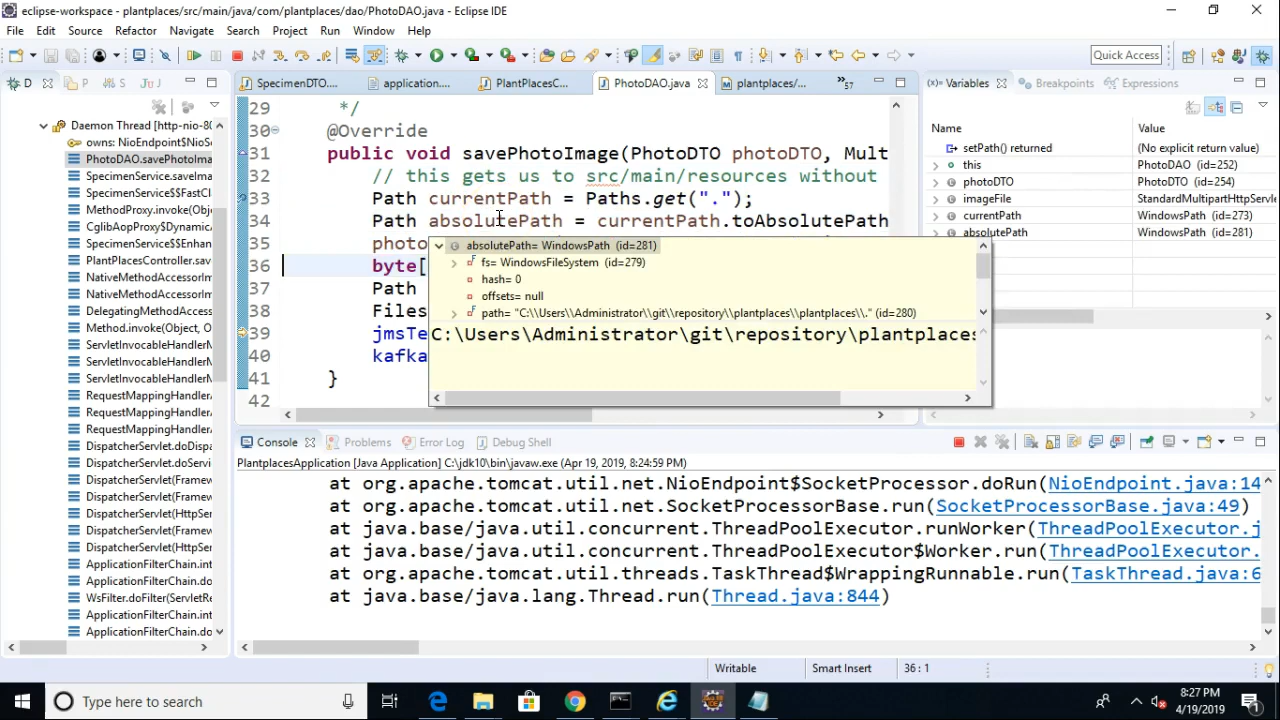 eclipse-workspace - plantplaces/src/main/java/com/plantplaces/dao/PhotoDAO.java - Eclipse IDE
File Edit Source Refactor Navigate Search Project Run Window Help
Quick Access
D P S J
SpecimenDTO.... application.... PlantPlacesC... PhotoDAO.java plantplaces/... »57
Variables Breakpoints Expressions
Daemon Thread [http-nio-80
owns: NioEndpoint$NioS
PhotoDAO.savePhotoIma
SpecimenService.saveIma
SpecimenService$$FastCl
MethodProxy.invoke(Obj
CglibAopProxy$Dynamic
SpecimenService$$Enhan
PlantPlacesController.sav
NativeMethodAccessorIm
NativeMethodAccessorIm
DelegatingMethodAccess
Method.invoke(Object, O
ServletInvocableHandler
ServletInvocableHandler
ServletInvocableHandler
RequestMappingHandler
RequestMappingHandler
RequestMappingHandler
DispatcherServlet.doDisp
DispatcherServlet.doServi
DispatcherServlet(Framew
DispatcherServlet(Framew
DispatcherServlet(HttpSer
DispatcherServlet(Framew
DispatcherServlet(HttpSer
ApplicationFilterChain.int
ApplicationFilterChain.do
WsFilter.doFilter(ServletRe
ApplicationFilterChain.int
ApplicationFilterChain.do
29 */
30 @Override
31 public void savePhotoImage(PhotoDTO photoDTO, Mult
32 // this gets us to src/main/resources without
33 Path currentPath = Paths.get(".");
34 Path absolutePath = currentPath.toAbsolutePath
35 photo
36 byte[
37 Path
38 Files
39 jmsTe
40 kafka
41 }
42
absolutePath= WindowsPath (id=281)
fs= WindowsFileSystem (id=279)
hash= 0
offsets= null
path= "C:\\Users\\Administrator\\git\\repository\\plantplaces\\plantplaces\\." (id=280)
C:\Users\Administrator\git\repository\plantplaces
Name Value
setPath() returned (No explicit return value)
this PhotoDAO (id=252)
photoDTO PhotoDTO (id=254)
imageFile StandardMultipartHttpServle
currentPath WindowsPath (id=273)
absolutePath WindowsPath (id=281)
Console Problems Error Log Debug Shell
PlantplacesApplication [Java Application] C:\jdk10\bin\javaw.exe (Apr 19, 2019, 8:24:59 PM)
at org.apache.tomcat.util.net.NioEndpoint$SocketProcessor.doRun(NioEndpoint.java:14
at org.apache.tomcat.util.net.SocketProcessorBase.run(SocketProcessorBase.java:49)
at java.base/java.util.concurrent.ThreadPoolExecutor.runWorker(ThreadPoolExecutor.j
at java.base/java.util.concurrent.ThreadPoolExecutor$Worker.run(ThreadPoolExecutor.
at org.apache.tomcat.util.threads.TaskThread$WrappingRunnable.run(TaskThread.java:6
at java.base/java.lang.Thread.run(Thread.java:844)
Writable Smart Insert 36 : 1
Type here to search
8:27 PM
4/19/2019
1